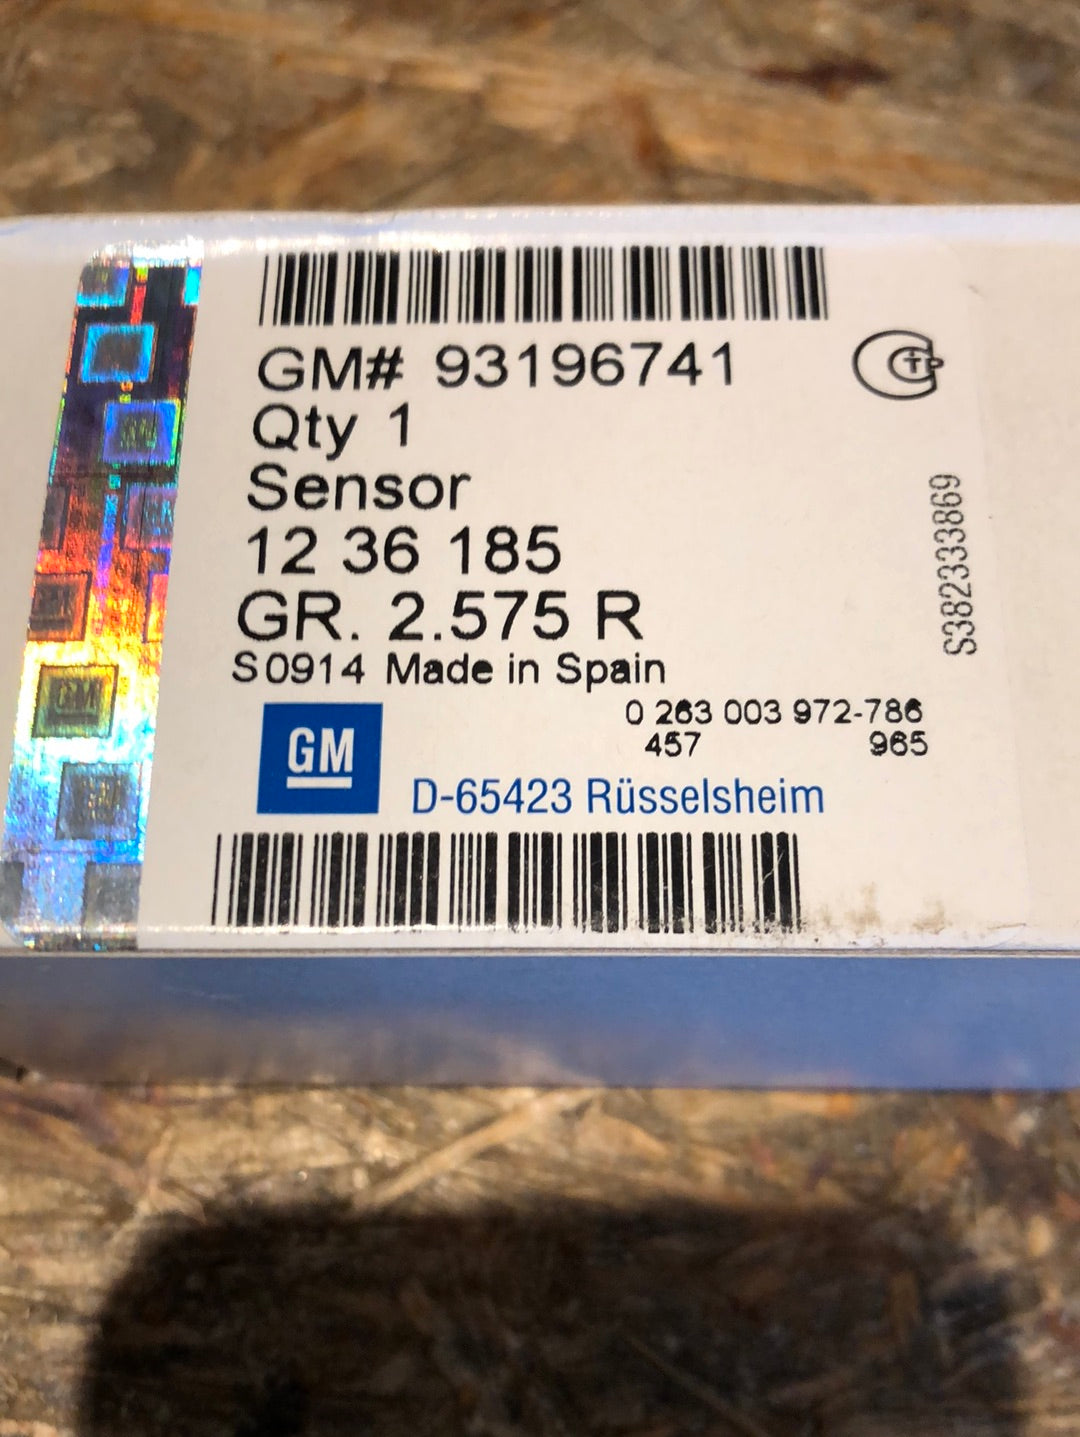 GM# 93196741
Qty 1
Sensor
12 36 185
GR. 2.575 R
S0914 Made in Spain
0 263 003 972-786
457 965
GM
D-65423 Rüsselsheim
S382333869
GM